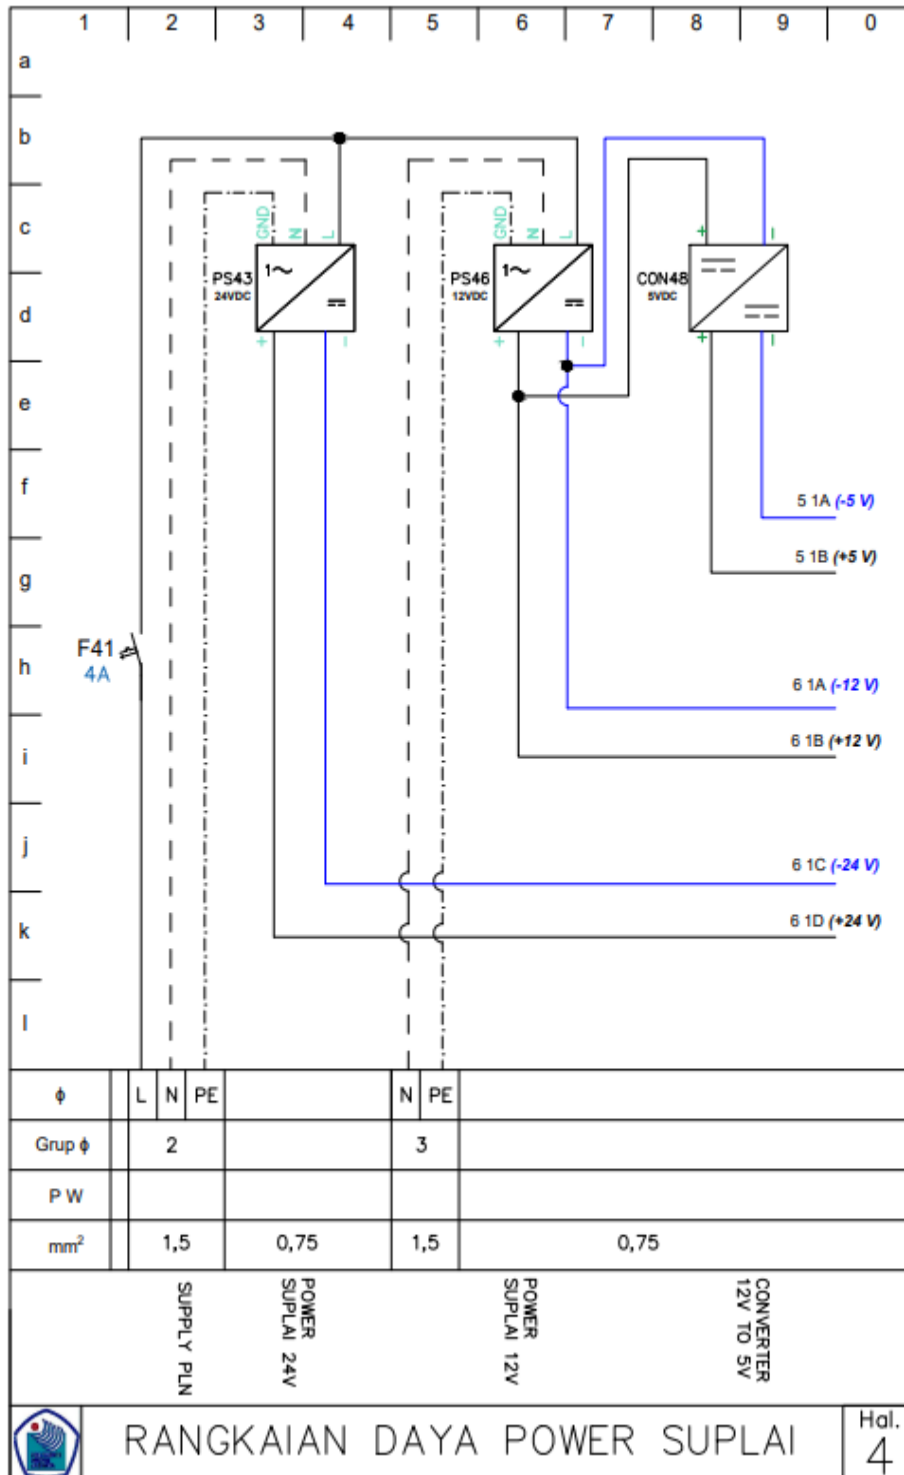 1 2 3 4 5 6 7 8 9 0
a
b
c
d
e
f
g
h
i
j
k
l
GND N L
PS43
24VDC
1~
+ −
GND N L
PS46
12VDC
1~
+ −
+ −
CON48
5VDC
+ −
5 1A (-5 V)
5 1B (+5 V)
F41
4A
6 1A (-12 V)
6 1B (+12 V)
6 1C (-24 V)
6 1D (+24 V)
ϕ L N PE N PE
Grup ϕ 2 3
P W
mm² 1,5 0,75 1,5 0,75
SUPPLY PLN
POWER
SUPLAI 24V
POWER
SUPLAI 12V
CONVERTER
12V TO 5V
RANGKAIAN DAYA POWER SUPLAI
Hal.
4